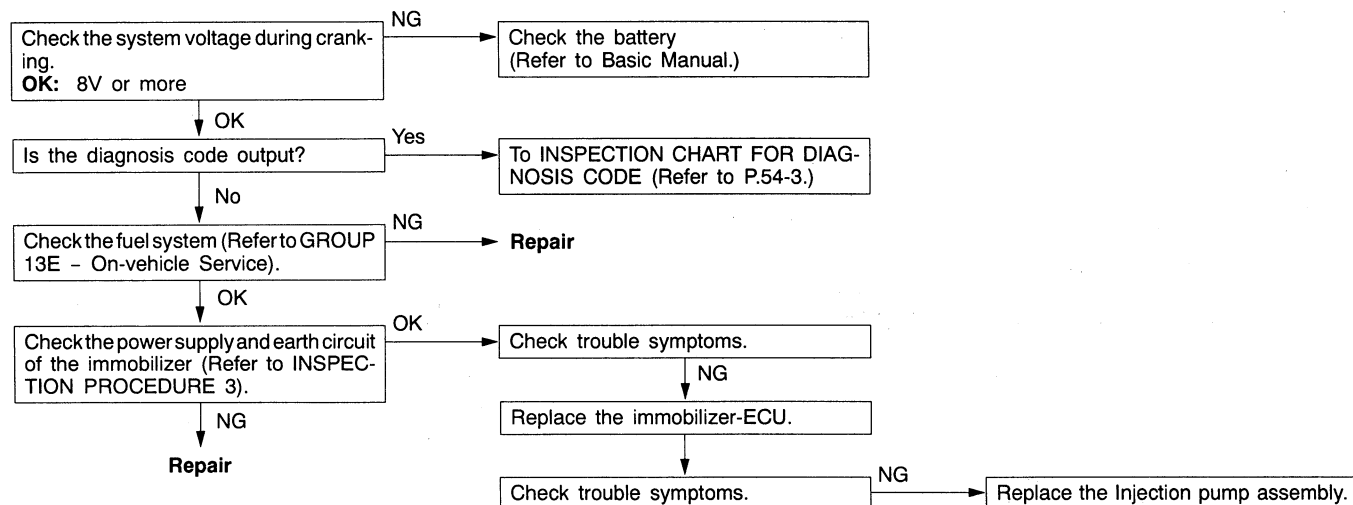 Check the system voltage during crank-
ing.
OK: 8V or more
NG
Check the battery
(Refer to Basic Manual.)
OK
Is the diagnosis code output?
Yes
To INSPECTION CHART FOR DIAG-
NOSIS CODE (Refer to P.54-3.)
No
Check the fuel system (Refer to GROUP
13E – On-vehicle Service).
NG
Repair
OK
Check the power supply and earth circuit
of the immobilizer (Refer to INSPEC-
TION PROCEDURE 3).
OK
Check trouble symptoms.
NG
NG
Repair
Replace the immobilizer-ECU.
Check trouble symptoms.
NG
Replace the Injection pump assembly.